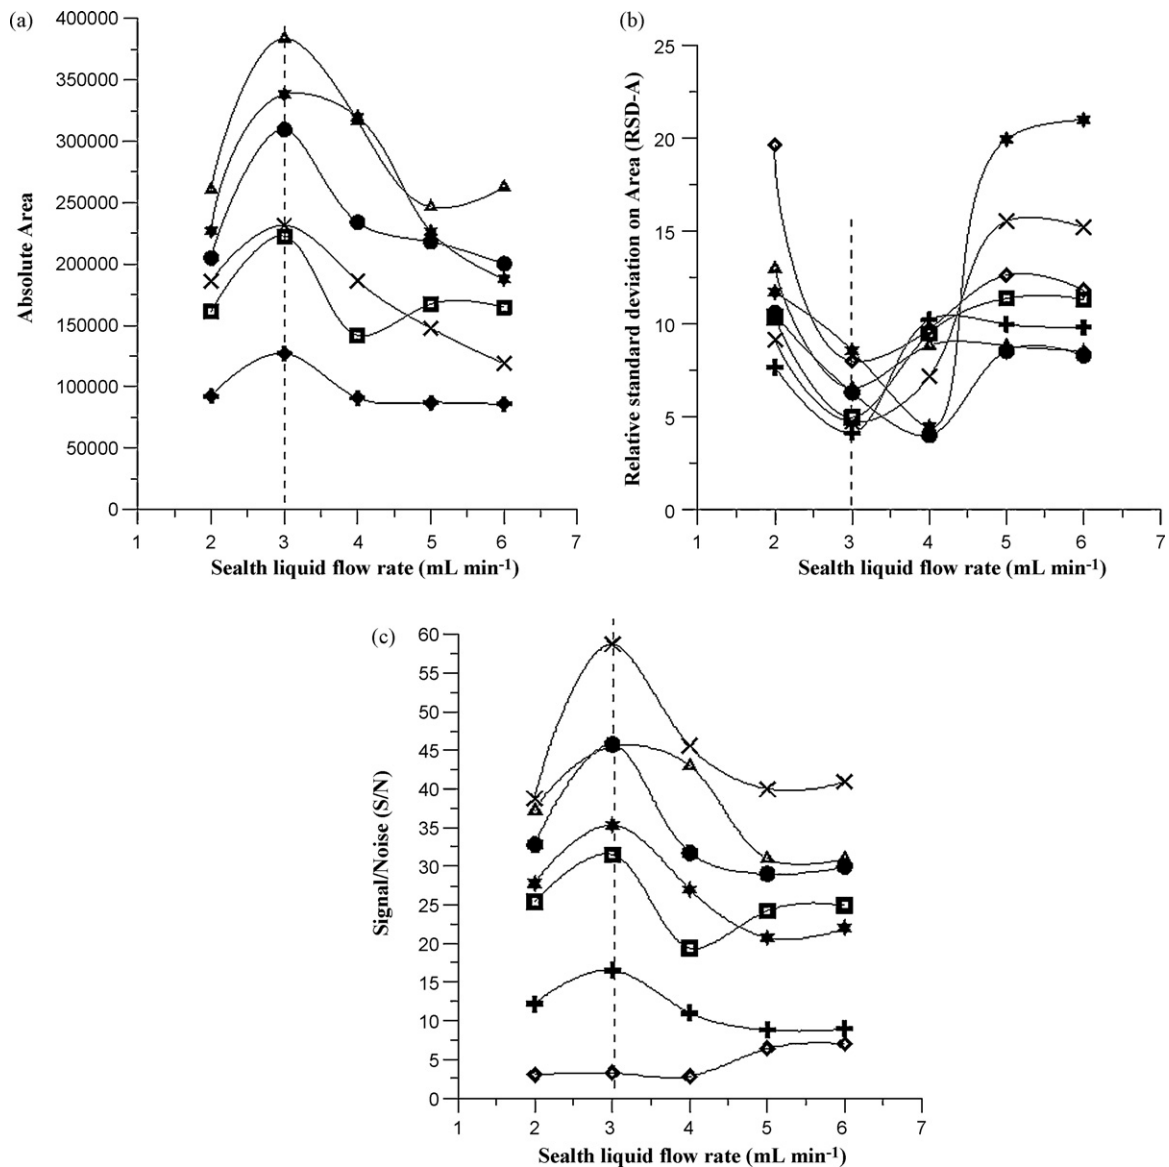 (a)
400000
350000
300000
250000
200000
150000
100000
50000
0
Absolute Area
1 2 3 4 5 6 7
Sealth liquid flow rate (mL min-1)
(b)
25
20
15
10
5
0
Relative standard deviation on Area (RSD-A)
1 2 3 4 5 6 7
Sealth liquid flow rate (mL min-1)
(c)
60
55
50
45
40
35
30
25
20
15
10
5
0
Signal/Noise (S/N)
1 2 3 4 5 6 7
Sealth liquid flow rate (mL min-1)